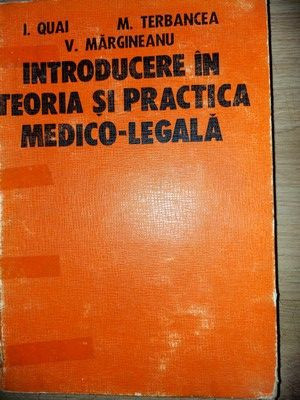 I. QUAI M. TERBANCEA
V. MĂRGINEANU
INTRODUCERE ÎN
TEORIA ȘI PRACTICA
MEDICO-LEGALĂ